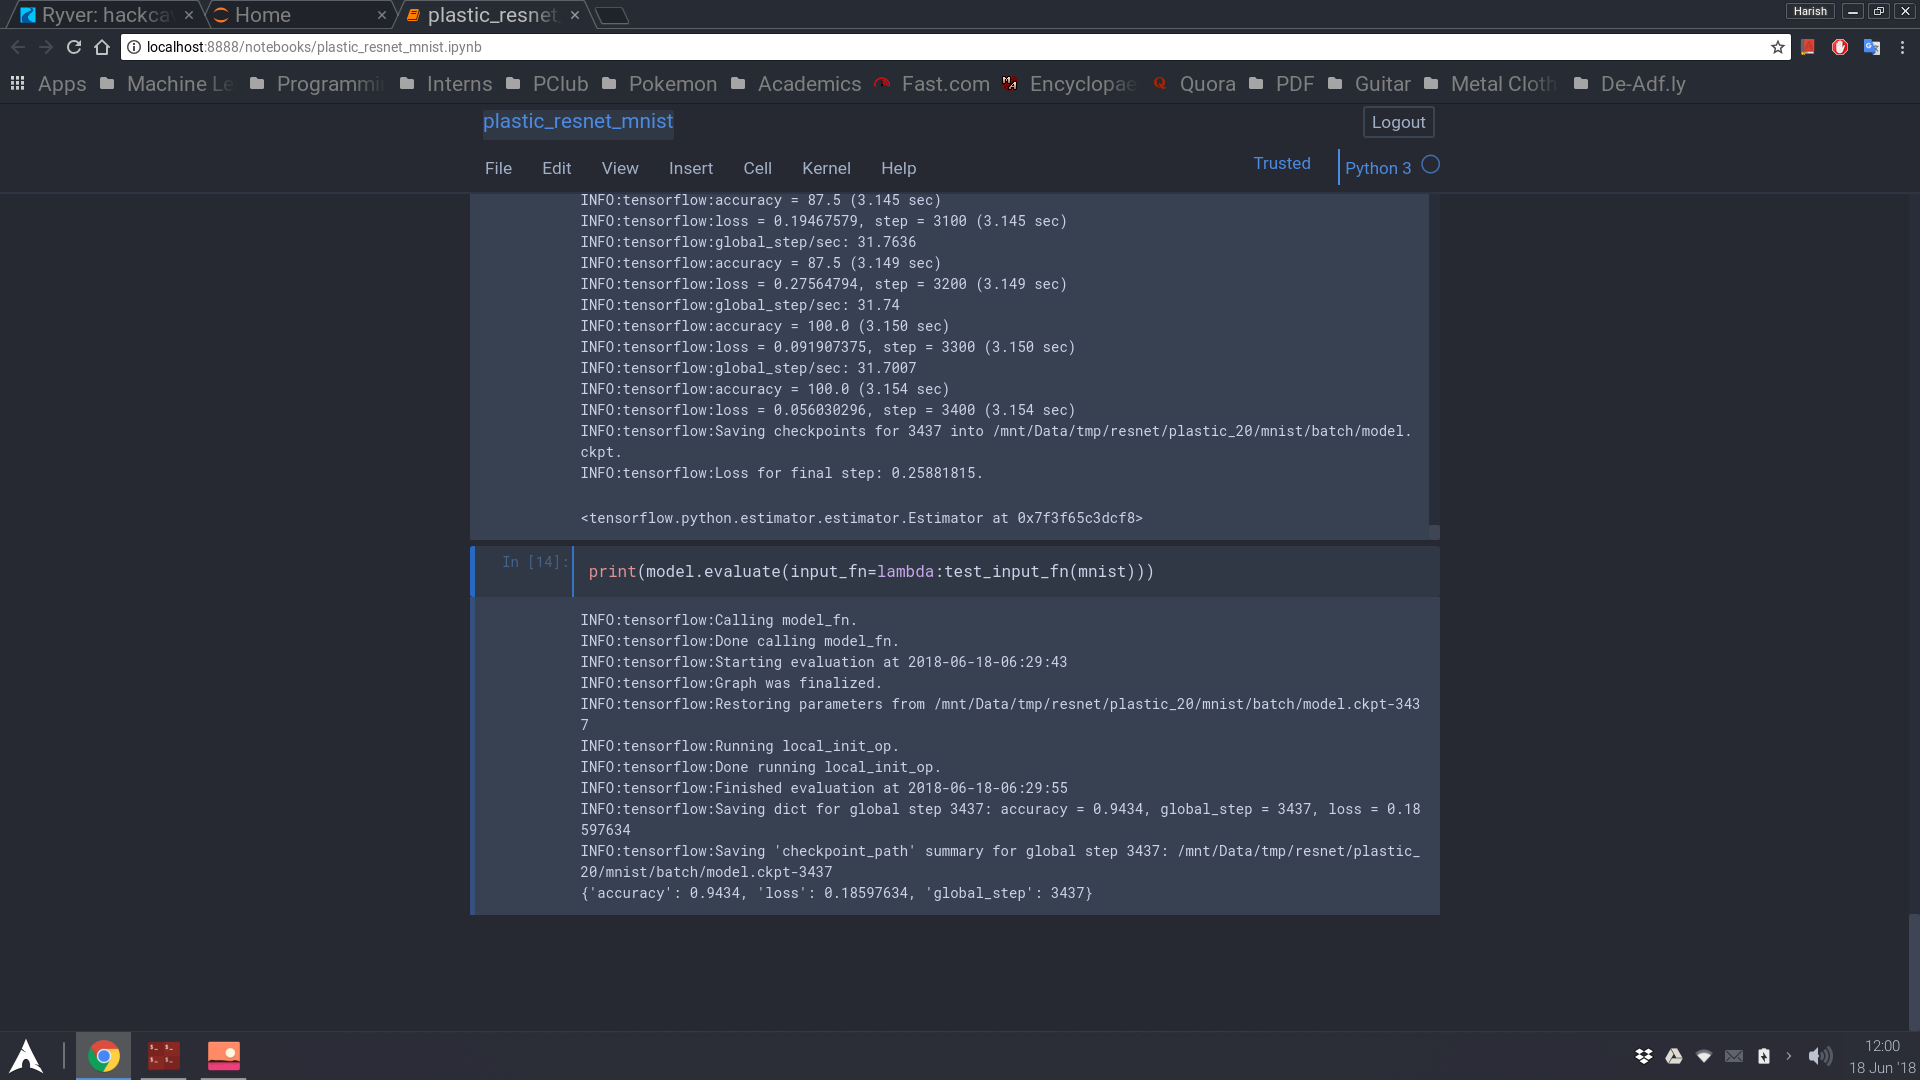 Ryver: hackca
Home
plastic_resnet
Harish
localhost:8888/notebooks/plastic_resnet_mnist.ipynb
Apps Machine Le Programmi Interns PClub Pokemon Academics Fast.com Encyclopae Quora PDF Guitar Metal Cloth De-Adf.ly
plastic_resnet_mnist
Logout
File Edit View Insert Cell Kernel Help
Trusted
Python 3
INFO:tensorflow:accuracy = 87.5 (3.145 sec)
INFO:tensorflow:loss = 0.19467579, step = 3100 (3.145 sec)
INFO:tensorflow:global_step/sec: 31.7636
INFO:tensorflow:accuracy = 87.5 (3.149 sec)
INFO:tensorflow:loss = 0.27564794, step = 3200 (3.149 sec)
INFO:tensorflow:global_step/sec: 31.74
INFO:tensorflow:accuracy = 100.0 (3.150 sec)
INFO:tensorflow:loss = 0.091907375, step = 3300 (3.150 sec)
INFO:tensorflow:global_step/sec: 31.7007
INFO:tensorflow:accuracy = 100.0 (3.154 sec)
INFO:tensorflow:loss = 0.056030296, step = 3400 (3.154 sec)
INFO:tensorflow:Saving checkpoints for 3437 into /mnt/Data/tmp/resnet/plastic_20/mnist/batch/model.
ckpt.
INFO:tensorflow:Loss for final step: 0.25881815.
<tensorflow.python.estimator.estimator.Estimator at 0x7f3f65c3dcf8>
In [14]:
print(model.evaluate(input_fn=lambda:test_input_fn(mnist)))
INFO:tensorflow:Calling model_fn.
INFO:tensorflow:Done calling model_fn.
INFO:tensorflow:Starting evaluation at 2018-06-18-06:29:43
INFO:tensorflow:Graph was finalized.
INFO:tensorflow:Restoring parameters from /mnt/Data/tmp/resnet/plastic_20/mnist/batch/model.ckpt-343
7
INFO:tensorflow:Running local_init_op.
INFO:tensorflow:Done running local_init_op.
INFO:tensorflow:Finished evaluation at 2018-06-18-06:29:55
INFO:tensorflow:Saving dict for global step 3437: accuracy = 0.9434, global_step = 3437, loss = 0.18
597634
INFO:tensorflow:Saving 'checkpoint_path' summary for global step 3437: /mnt/Data/tmp/resnet/plastic_
20/mnist/batch/model.ckpt-3437
{'accuracy': 0.9434, 'loss': 0.18597634, 'global_step': 3437}
12:00
18 Jun '18